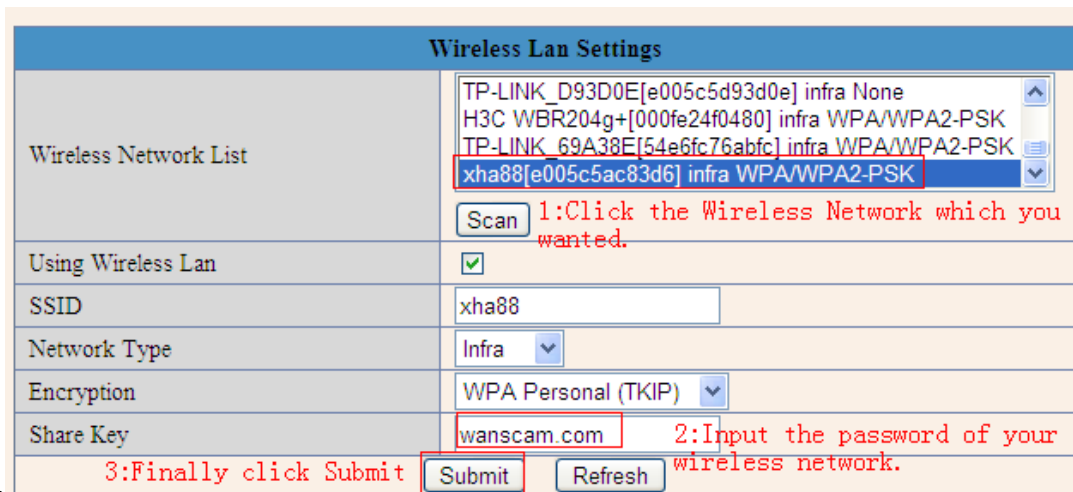 Wireless Lan Settings
TP-LINK_D93D0E[e005c5d93d0e] infra None
H3C WBR204g+[000fe24f0480] infra WPA/WPA2-PSK
TP-LINK_69A38E[54e6fc76abfc] infra WPA/WPA2-PSK
xha88[e005c5ac83d6] infra WPA/WPA2-PSK
Wireless Network List
Scan 1:Click the Wireless Network which you
wanted.
Using Wireless Lan
SSID xha88
Network Type Infra
Encryption WPA Personal (TKIP)
Share Key wanscam.com 2:Input the password of your
wireless network.
3:Finally click Submit Submit Refresh